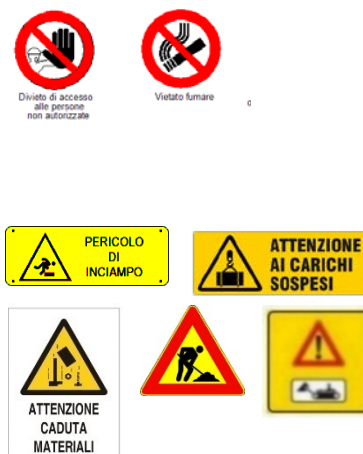 Divieto di accesso
alle persone
non autorizzate
Vietato fumare
PERICOLO
DI
INCIAMPO
ATTENZIONE
AI CARICHI
SOSPESI
ATTENZIONE
CADUTA
MATERIALI